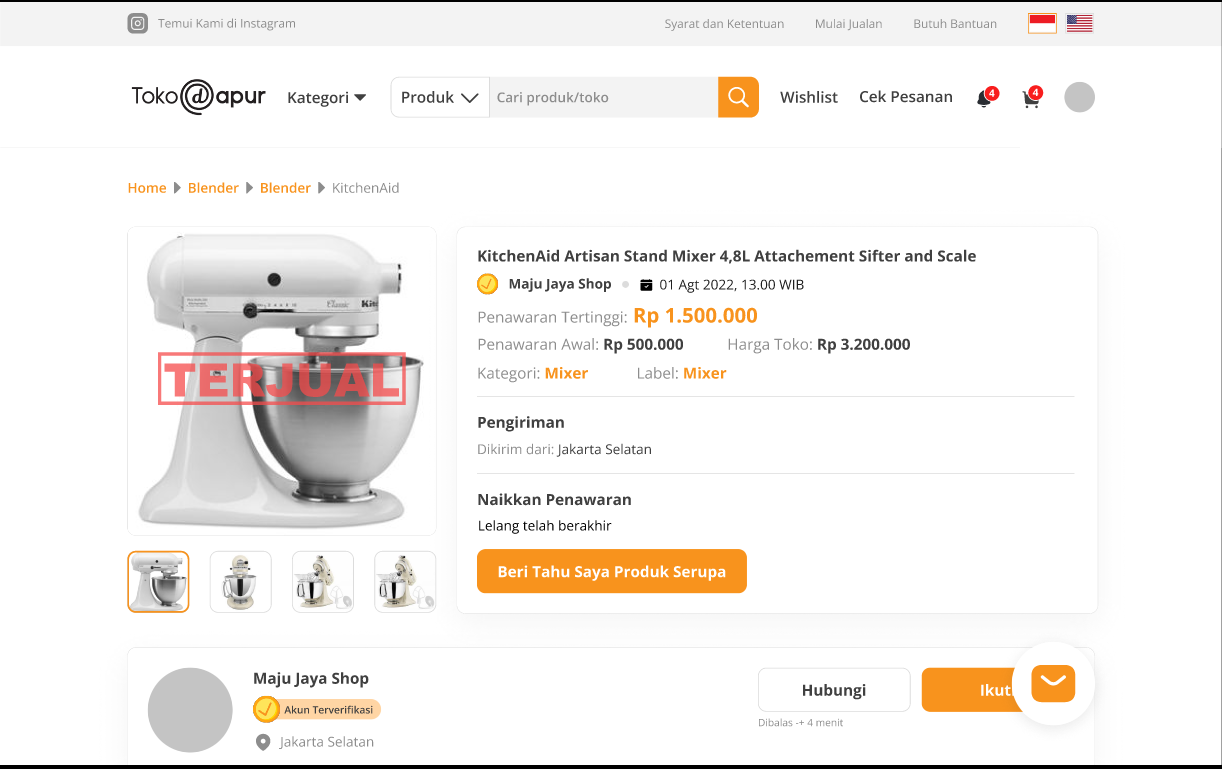 Temui Kami di Instagram
Syarat dan Ketentuan
Mulai Jualan
Butuh Bantuan
Toko@apur
Kategori
Produk
Cari produk/toko
Wishlist
Cek Pesanan
4
4
Home
Blender
Blender
KitchenAid
Classic
Kit
TERJUAL
KitchenAid Artisan Stand Mixer 4,8L Attachement Sifter and Scale
Maju Jaya Shop
01 Agt 2022, 13.00 WIB
Penawaran Tertinggi: Rp 1.500.000
Penawaran Awal: Rp 500.000
Harga Toko: Rp 3.200.000
Kategori: Mixer
Label: Mixer
Pengiriman
Dikirim dari: Jakarta Selatan
Naikkan Penawaran
Lelang telah berakhir
Beri Tahu Saya Produk Serupa
Maju Jaya Shop
Akun Terverifikasi
Jakarta Selatan
Hubungi
Dibalas -+ 4 menit
Ikut